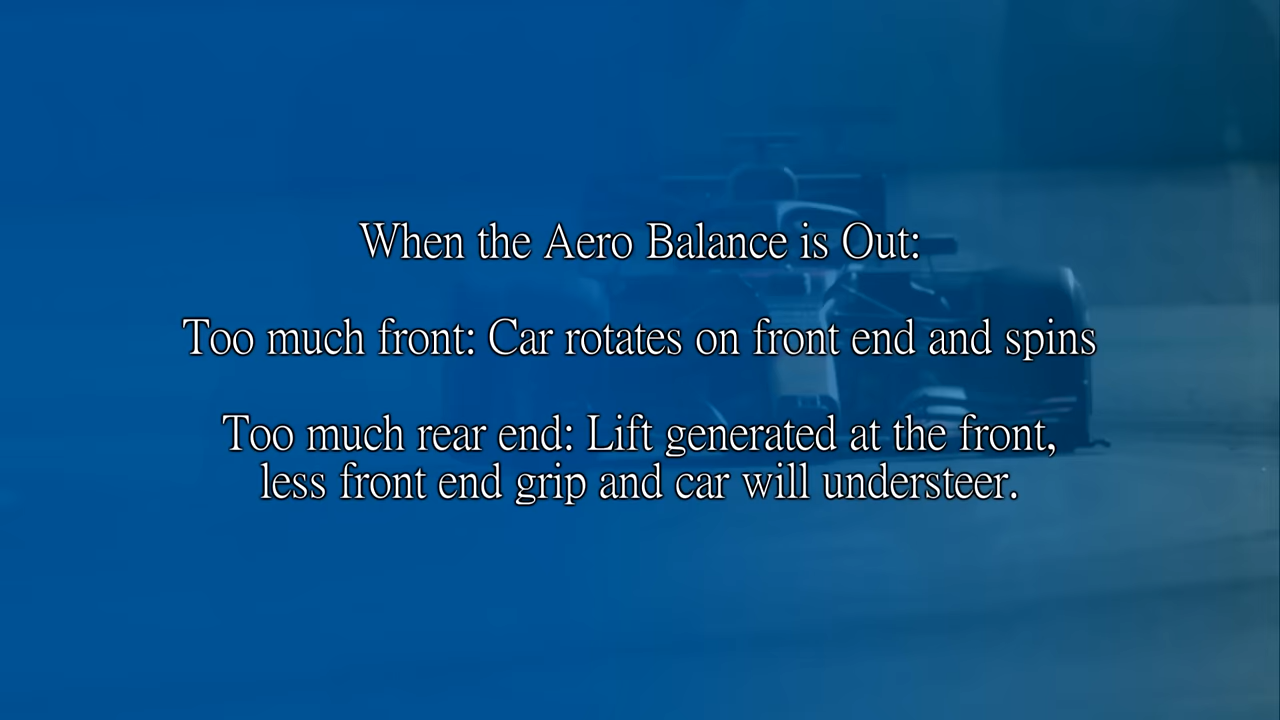 When the Aero Balance is Out:
Too much front: Car rotates on front end and spins
Too much rear end: Lift generated at the front,
less front end grip and car will understeer.